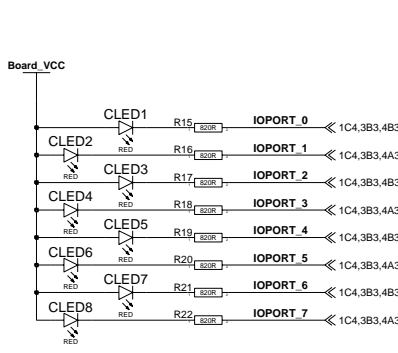 Board_VCC
CLED1 RED R15 820R IOPORT_0 1C4,3B3,4B3
CLED2 RED R16 820R IOPORT_1 1C4,3B3,4A3
CLED3 RED R17 820R IOPORT_2 1C4,3B3,4B3
CLED4 RED R18 820R IOPORT_3 1C4,3B3,4A3
CLED5 RED R19 820R IOPORT_4 1C4,3B3,4B3
CLED6 RED R20 820R IOPORT_5 1C4,3B3,4A3
CLED7 RED R21 820R IOPORT_6 1C4,3B3,4B3
CLED8 RED R22 820R IOPORT_7 1C4,3B3,4A3